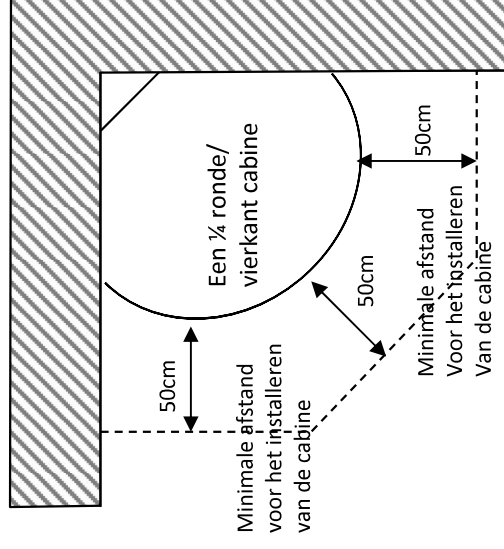 Een ¼ ronde/
vierkant cabine
50cm
50cm
50cm
Minimale afstand
voor het installeren
van de cabine
Minimale afstand
Voor het installeren
Van de cabine